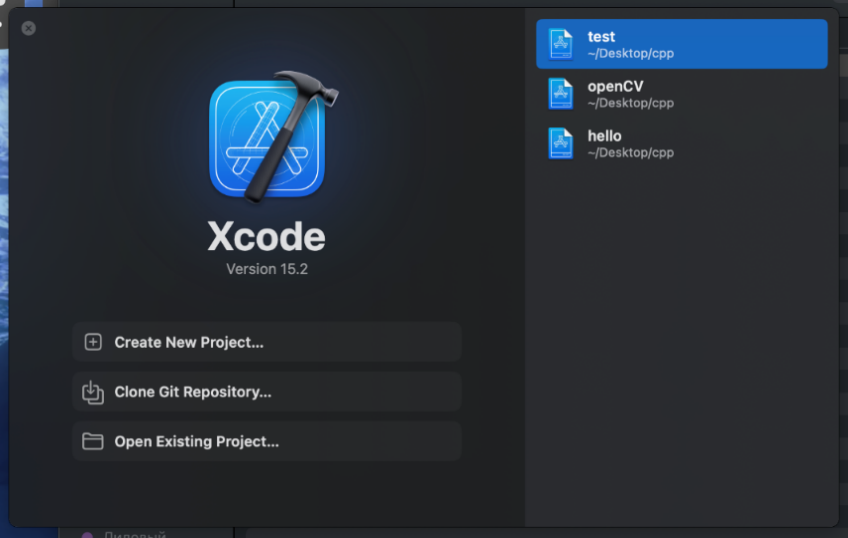 Xcode
Version 15.2
Create New Project...
Clone Git Repository...
Open Existing Project...
test
~/Desktop/cpp
openCV
~/Desktop/cpp
hello
~/Desktop/cpp
Лиловый